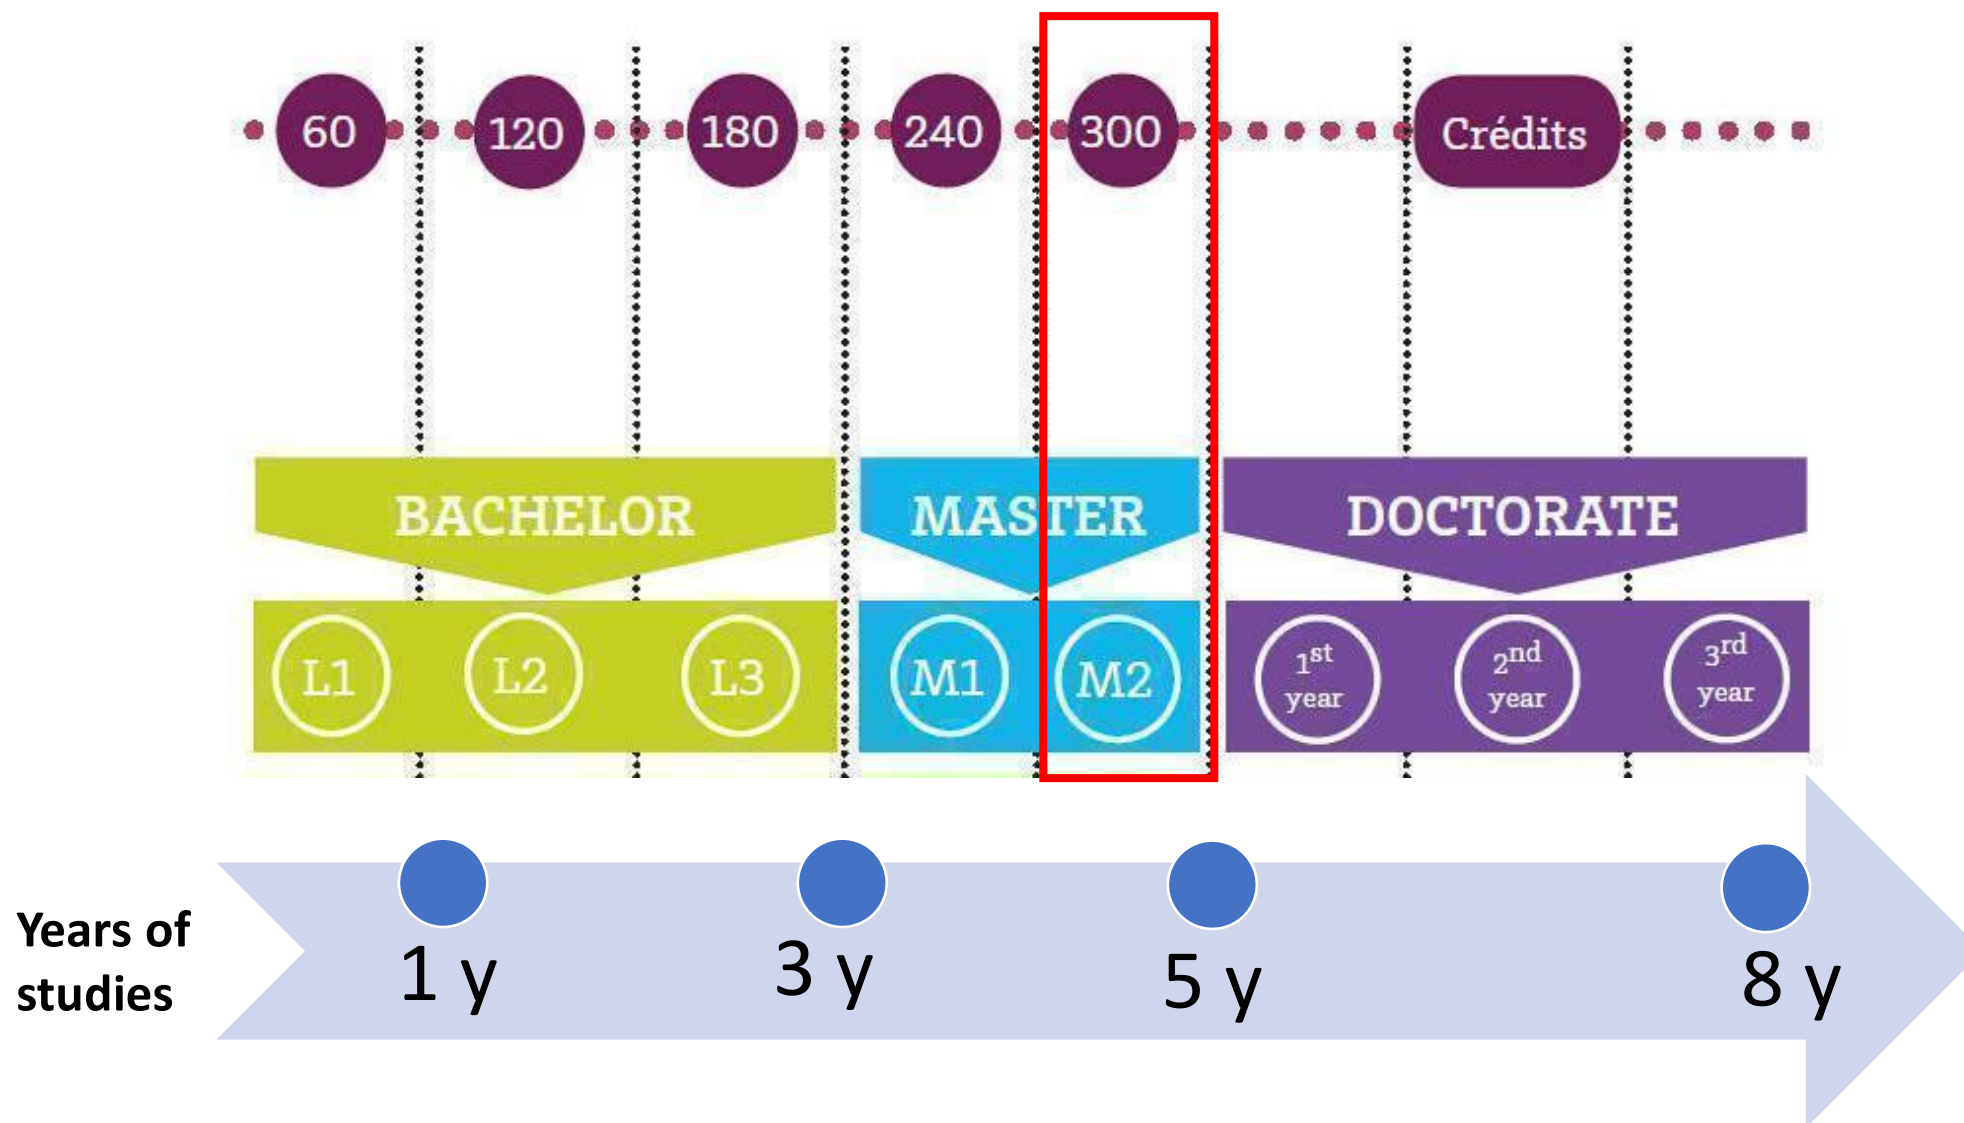 60 120 180 240 300 Crédits
BACHELOR MASTER DOCTORATE
L1 L2 L3 M1 M2 1st year 2nd year 3rd year
Years of
studies
1 y 3 y 5 y 8 y